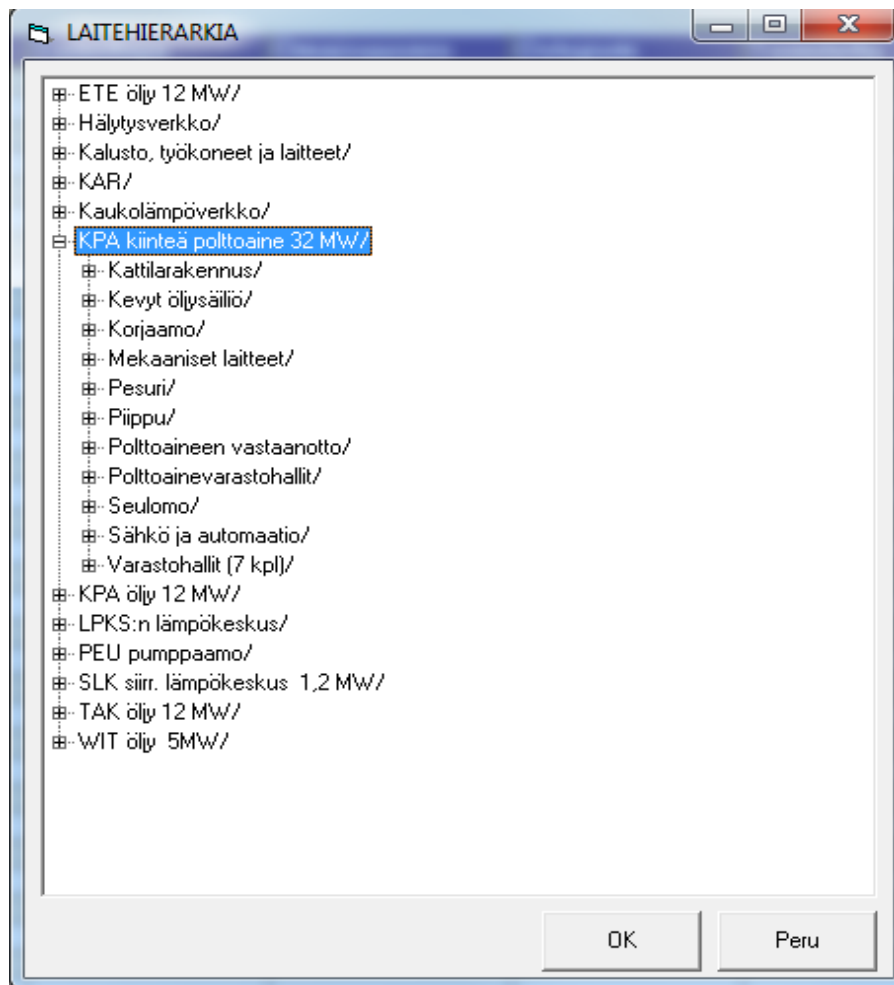 LAITEHIERARKIA
ETE öljy 12 MW/
Hälytysverkko/
Kalusto, työkoneet ja laitteet/
KAR/
Kaukolämpöverkko/
KPA kiinteä polttoaine 32 MW/
Kattilarakennus/
Kevyt öljysäiliö/
Korjaamo/
Mekaaniset laitteet/
Pesuri/
Piippu/
Polttoaineen vastaanotto/
Polttoainevarastohallit/
Seulomo/
Sähkö ja automaatio/
Varastohallit (7 kpl)/
KPA öljy 12 MW/
LPKS:n lämpökeskus/
PEU pumppaamo/
SLK siirr. lämpökeskus 1,2 MW/
TAK öljy 12 MW/
WIT öljy 5MW/
OK Peru